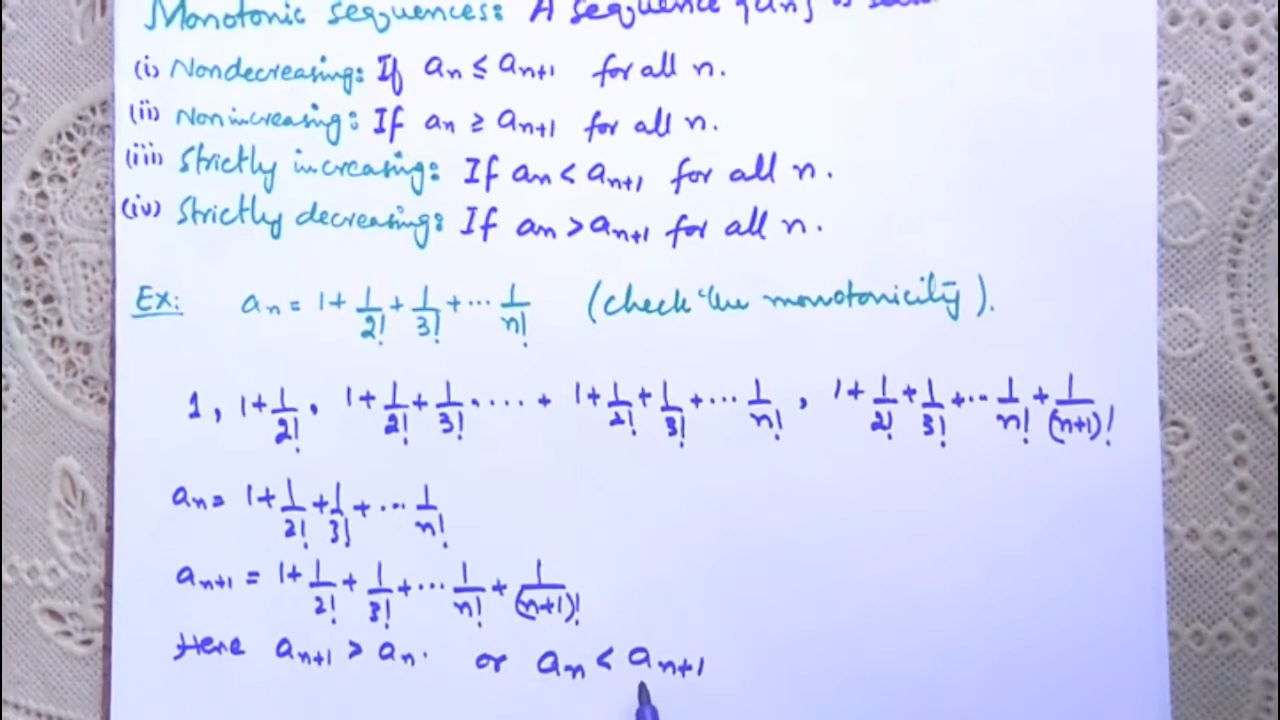 Monotonic sequences: A sequence {an} is said
(i) Nondecreasing: If aₙ ≤ aₙ₊₁ for all n.
(ii) Nonincreasing: If aₙ ≥ aₙ₊₁ for all n.
(iii) Strictly increasing: If aₙ < aₙ₊₁ for all n.
(iv) Strictly decreasing: If aₙ > aₙ₊₁ for all n.
Ex: aₙ = 1 + 1/2! + 1/3! + ... 1/n! (check the monotonicity).
1, 1 + 1/2!, 1 + 1/2! + 1/3! .... + 1 + 1/2! + 1/3! + ... 1/n!, 1 + 1/2! + 1/3! + ... 1/n! + 1/(n+1)!
aₙ = 1 + 1/2! + 1/3! + ... 1/n!
aₙ₊₁ = 1 + 1/2! + 1/3! + ... 1/n! + 1/(n+1)!
Here aₙ₊₁ > aₙ. or aₙ < aₙ₊₁